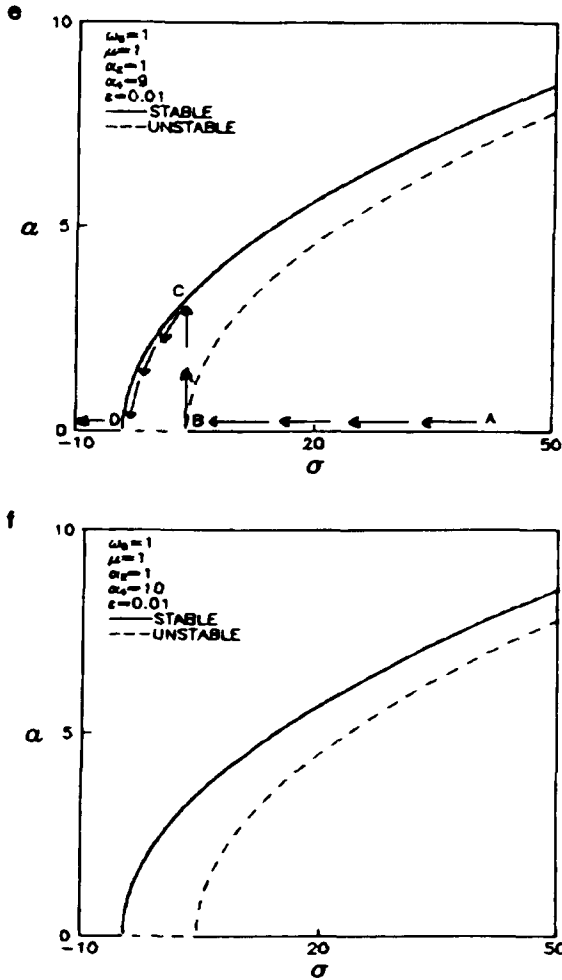 e
10
ω₀=1
μ=1
α₂=1
α₄=9
ε=0.01
STABLE
UNSTABLE
a
5
C
D
B
A
0
-10
20
50
σ
f
10
ω₀=1
μ=1
α₂=1
α₄=10
ε=0.01
STABLE
UNSTABLE
a
5
0
-10
20
50
σ